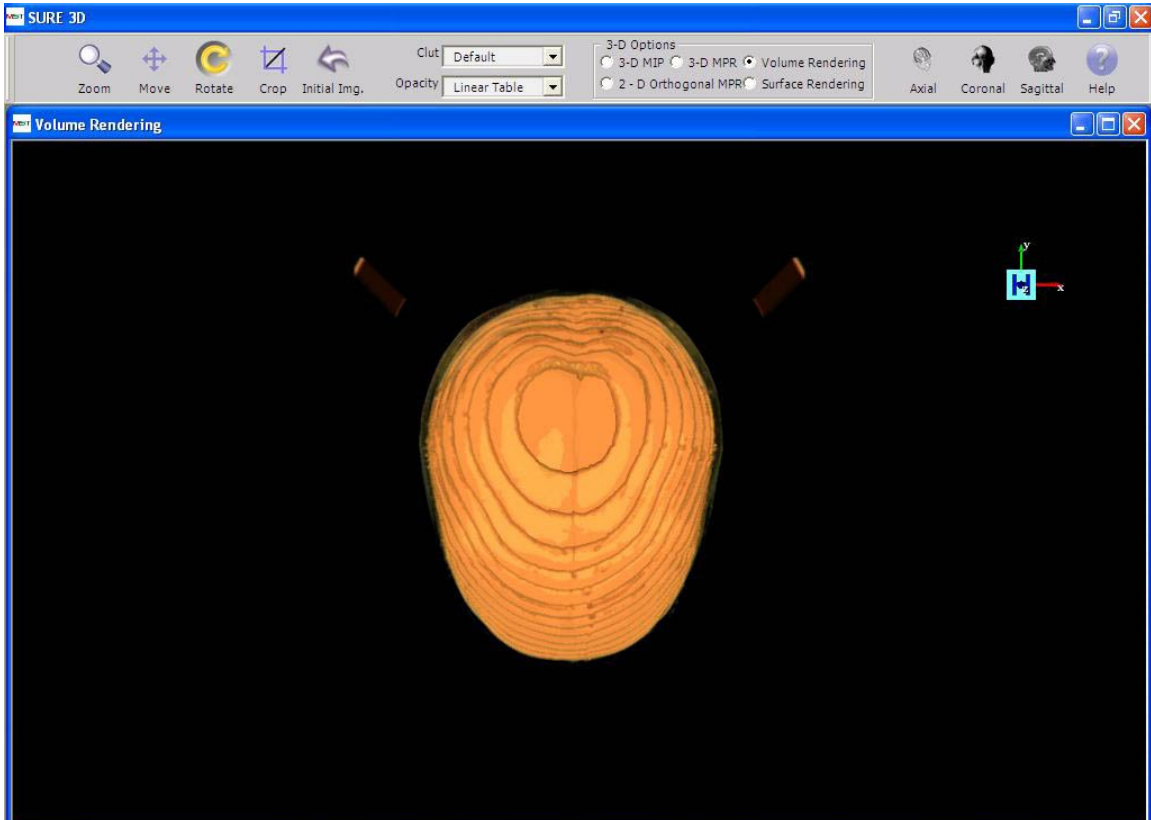 SURE 3D
Zoom
Move
Rotate
Crop
Initial Img.
Clut Default
Opacity Linear Table
3-D Options
3-D MIP 3-D MPR Volume Rendering
2 - D Orthogonal MPR Surface Rendering
Axial
Coronal
Sagittal
Help
Volume Rendering
y
H
z
x